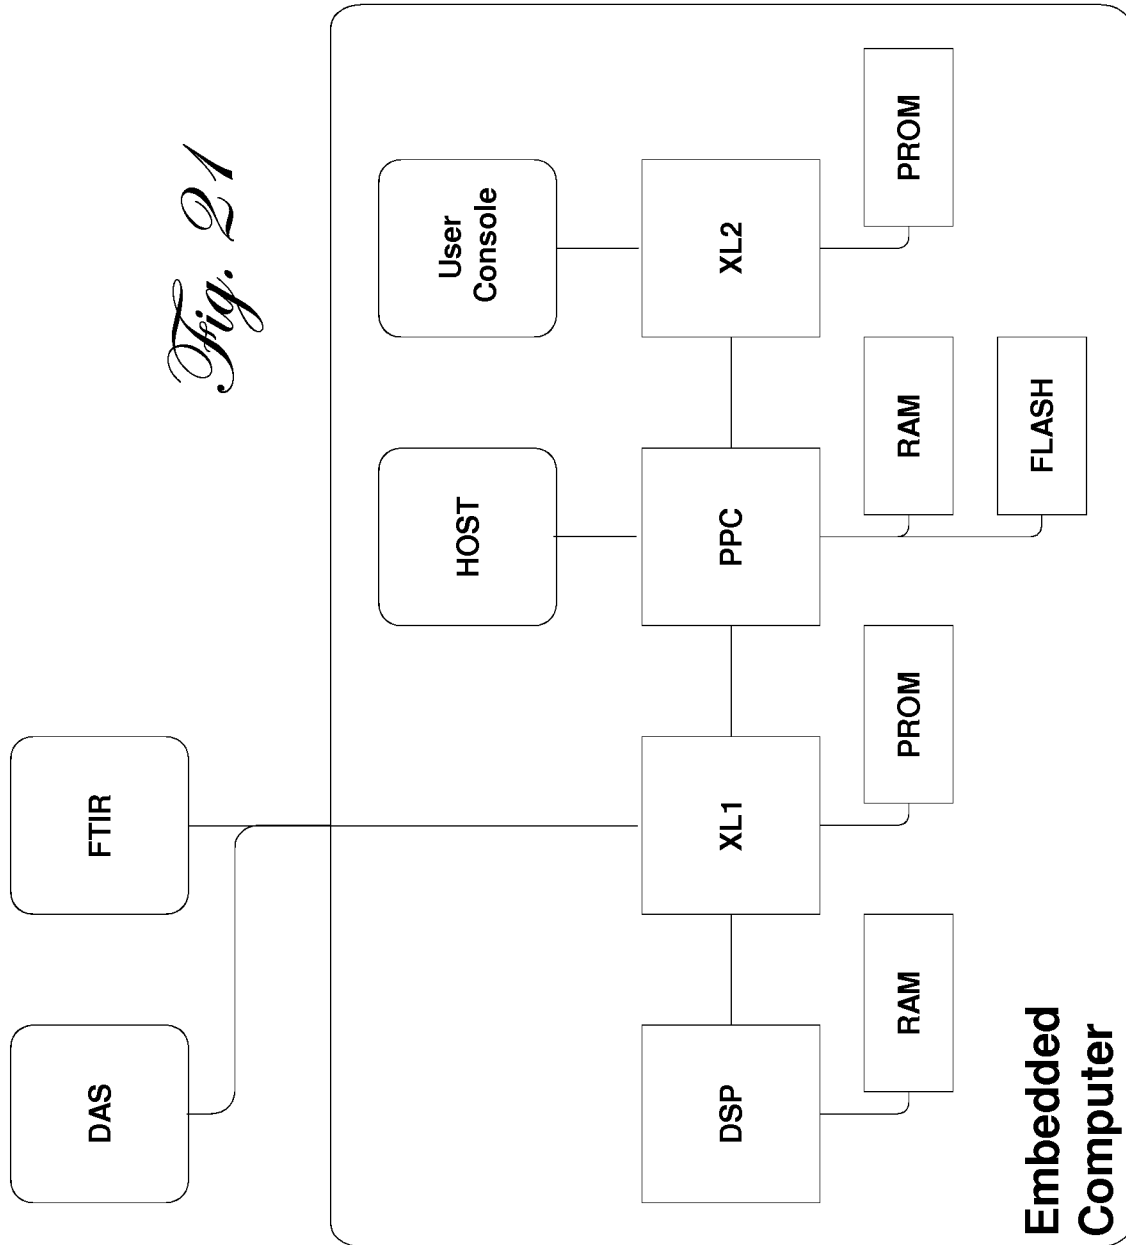 Fig. 21
DAS
FTIR
HOST
User
Console
DSP
XL1
PPC
XL2
RAM
PROM
RAM
PROM
FLASH
Embedded
Computer